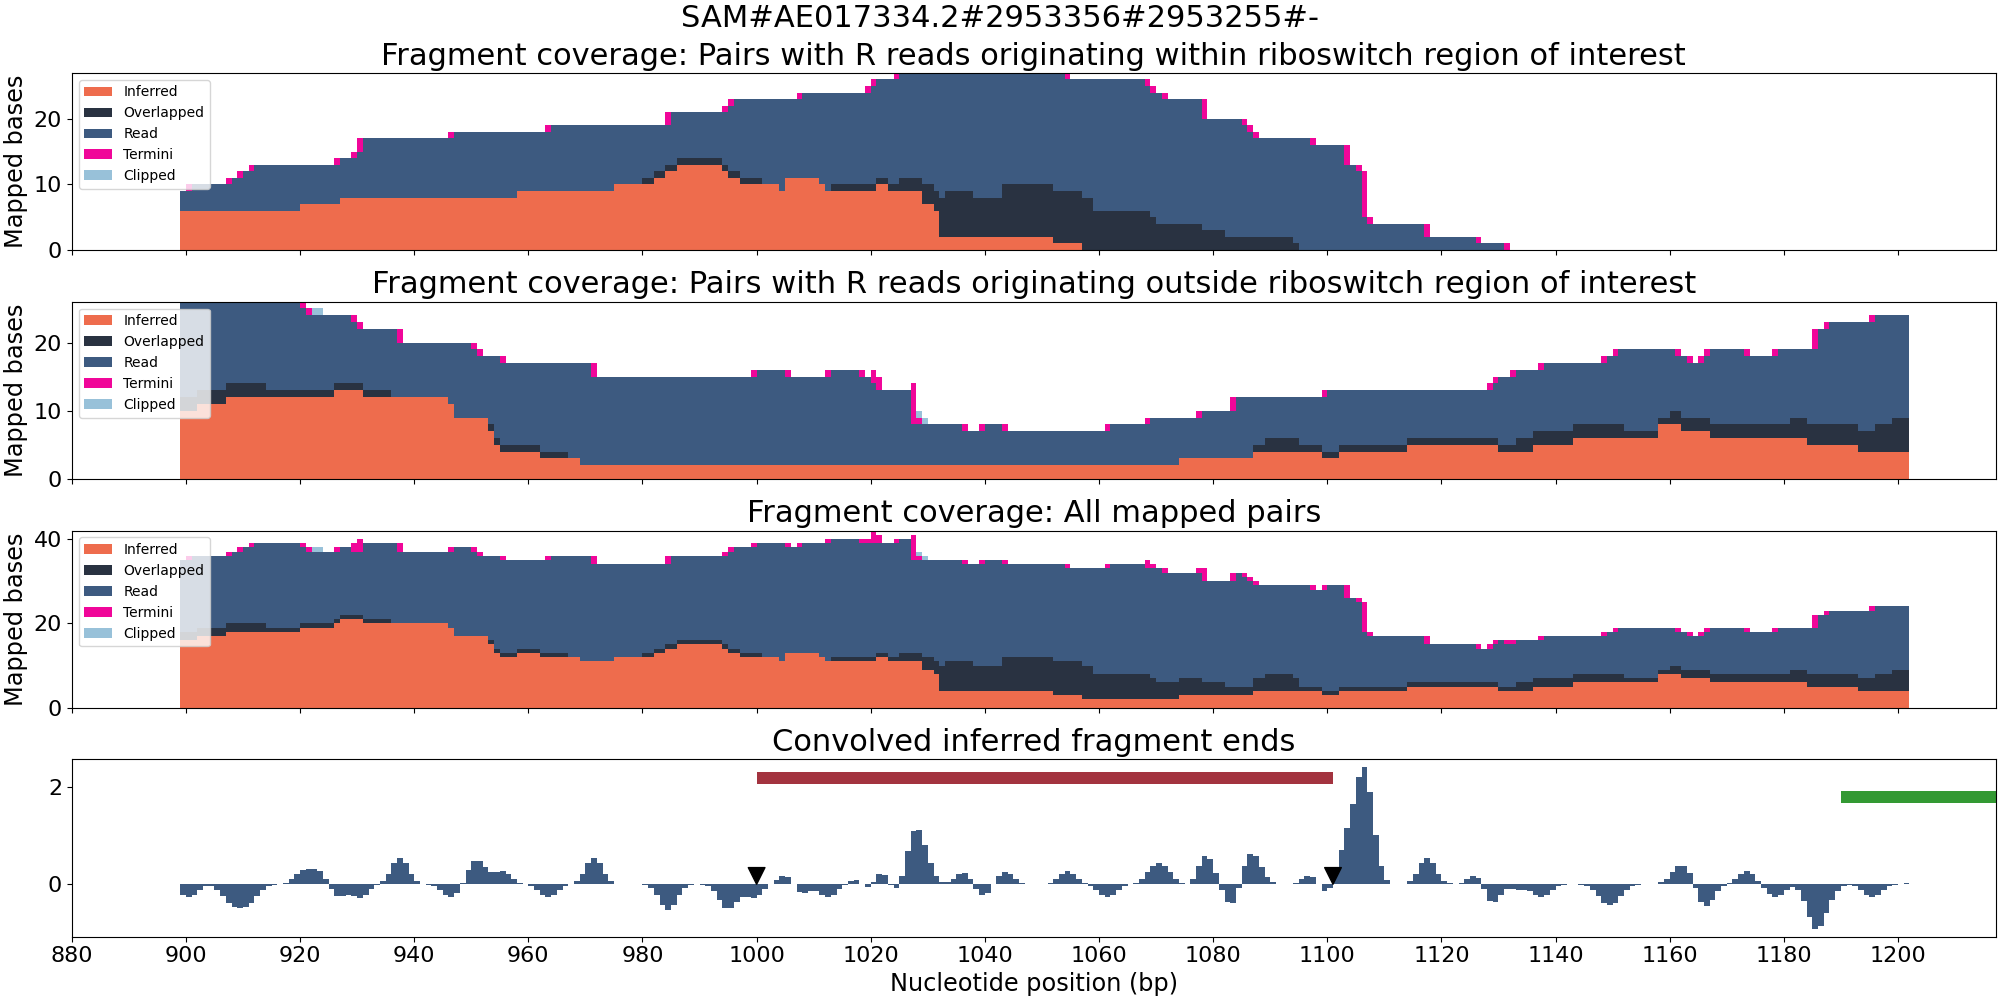 SAM#AE017334.2#2953356#2953255#-
Fragment coverage: Pairs with R reads originating within riboswitch region of interest
Mapped bases
20
10
0
Inferred
Overlapped
Read
Termini
Clipped
Fragment coverage: Pairs with R reads originating outside riboswitch region of interest
Mapped bases
20
10
0
Inferred
Overlapped
Read
Termini
Clipped
Fragment coverage: All mapped pairs
Mapped bases
40
20
0
Inferred
Overlapped
Read
Termini
Clipped
Convolved inferred fragment ends
2
0
880 900 920 940 960 980 1000 1020 1040 1060 1080 1100 1120 1140 1160 1180 1200
Nucleotide position (bp)